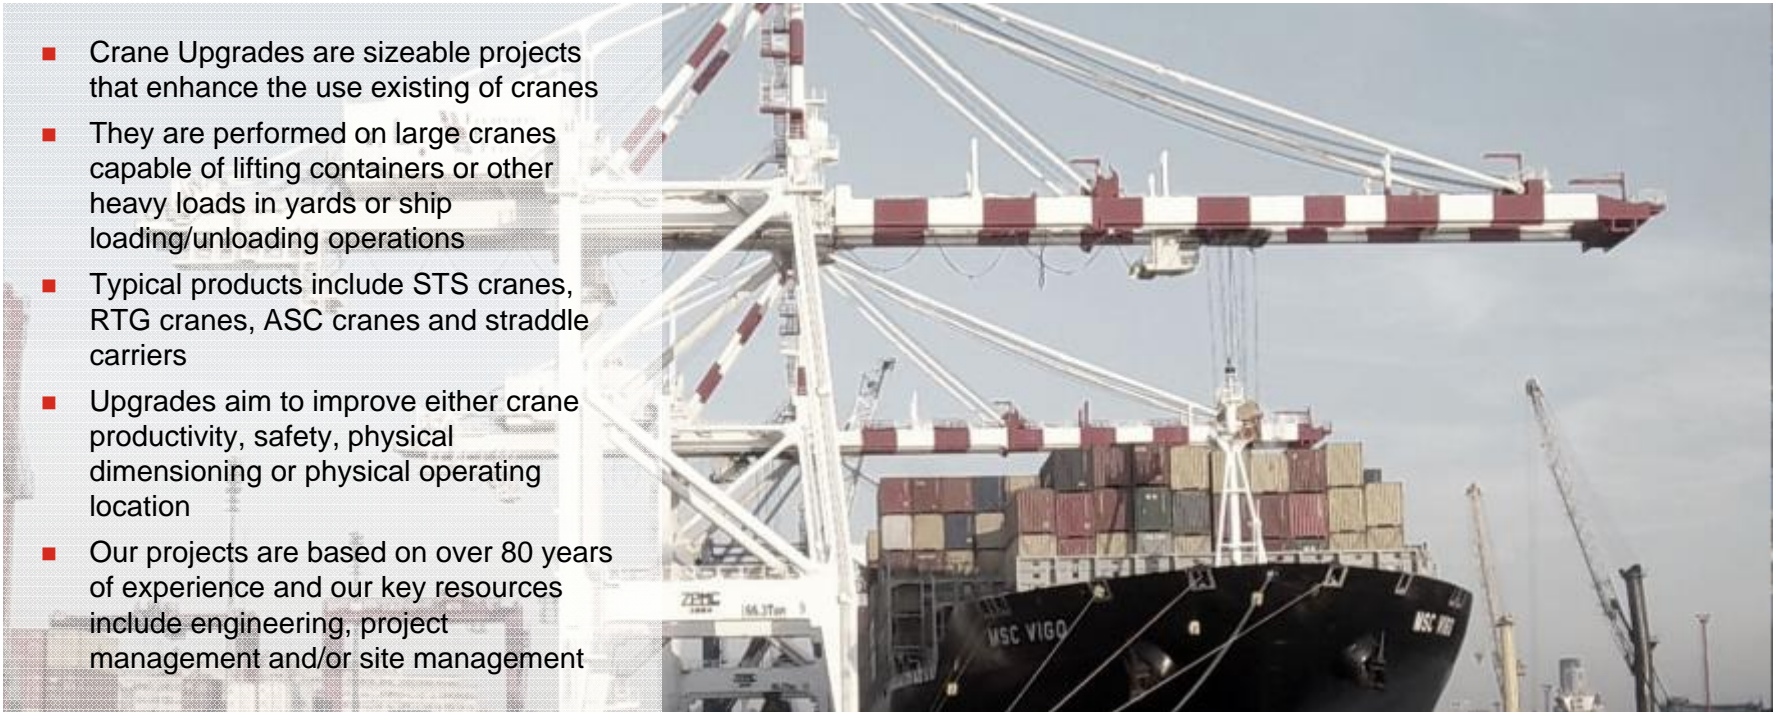 ■ Crane Upgrades are sizeable projects
that enhance the use existing of cranes
■ They are performed on large cranes
capable of lifting containers or other
heavy loads in yards or ship
loading/unloading operations
■ Typical products include STS cranes,
RTG cranes, ASC cranes and straddle
carriers
■ Upgrades aim to improve either crane
productivity, safety, physical
dimensioning or physical operating
location
■ Our projects are based on over 80 years
of experience and our key resources
include engineering, project
management and/or site management
ZPMC
MSC VIGO
MSC